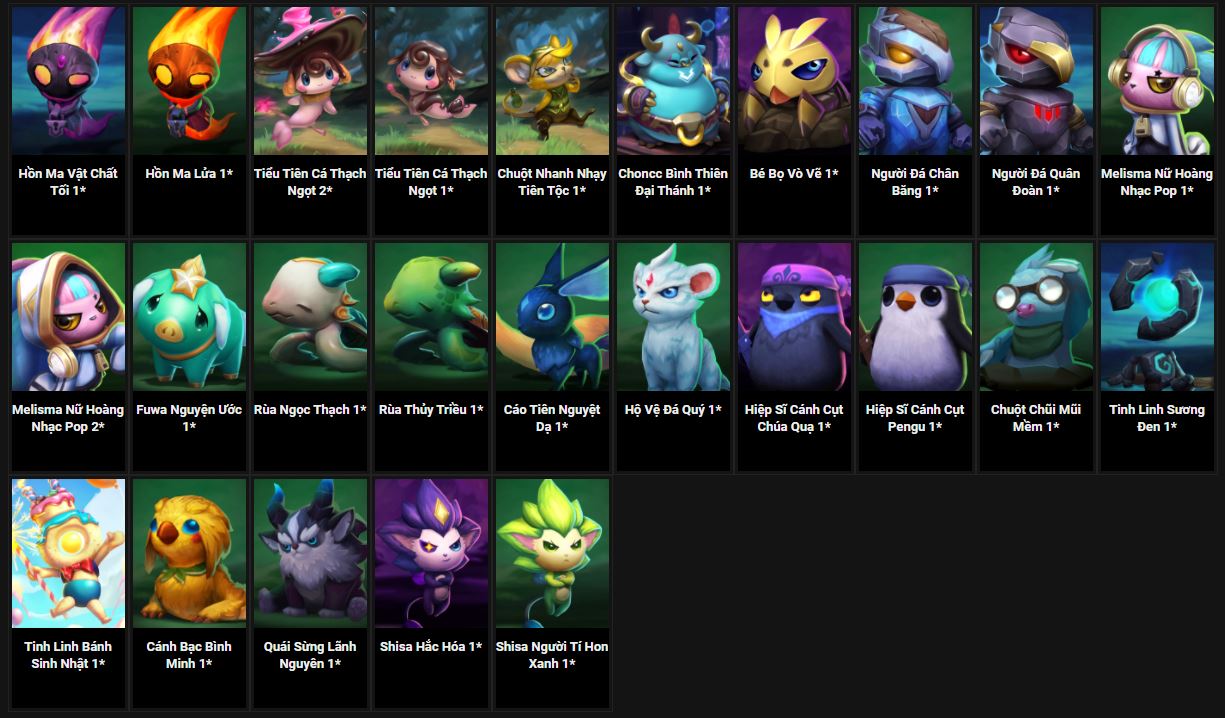 Hồn Ma Vật Chất
Tối 1*
Hồn Ma Lửa 1*
Tiểu Tiên Cá Thạch
Ngọt 2*
Tiểu Tiên Cá Thạch
Ngọt 1*
Chuột Nhanh Nhạy
Tiên Tộc 1*
Choncc Bình Thiên
Đại Thánh 1*
Bé Bọ Vò Vẽ 1*
Người Đá Chân
Băng 1*
Người Đá Quân
Đoàn 1*
Melisma Nữ Hoàng
Nhạc Pop 1*
Melisma Nữ Hoàng
Nhạc Pop 2*
Fuwa Nguyện Ước
1*
Rùa Ngọc Thạch 1*
Rùa Thủy Triều 1*
Cáo Tiên Nguyệt
Dạ 1*
Hộ Vệ Đá Quý 1*
Hiệp Sĩ Cánh Cụt
Chúa Quạ 1*
Hiệp Sĩ Cánh Cụt
Pengu 1*
Chuột Chũi Mũi
Mềm 1*
Tinh Linh Sương
Đen 1*
Tinh Linh Bánh
Sinh Nhật 1*
Cánh Bạc Bình
Minh 1*
Quái Sừng Lãnh
Nguyên 1*
Shisa Hắc Hóa 1*
Shisa Người Tí Hon
Xanh 1*